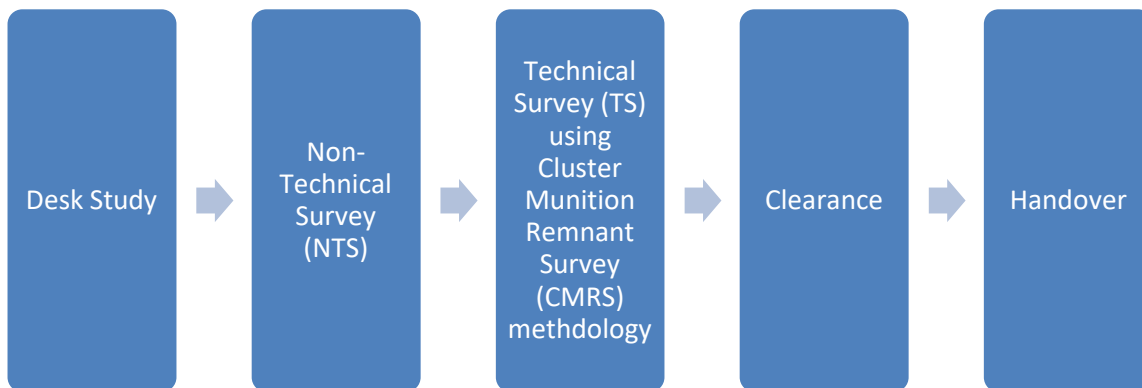 Desk Study
Non-
Technical
Survey
(NTS)
Technical
Survey (TS)
using
Cluster
Munition
Remnant
Survey
(CMRS)
methdology
Clearance
Handover